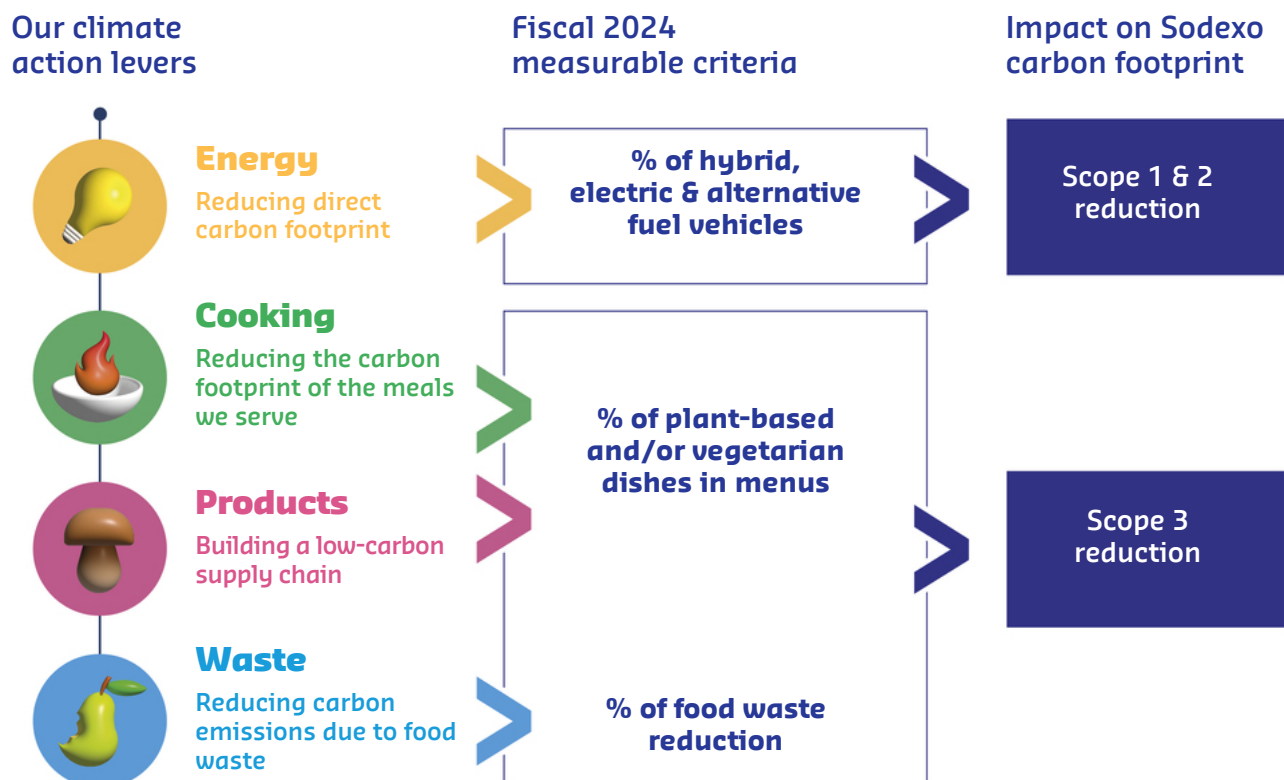 Our climate
action levers
Fiscal 2024
measurable criteria
Impact on Sodexo
carbon footprint
Energy
Reducing direct
carbon footprint
% of hybrid,
electric & alternative
fuel vehicles
Scope 1 & 2
reduction
Cooking
Reducing the carbon
footprint of the meals
we serve
% of plant-based
and/or vegetarian
dishes in menus
Products
Building a low-carbon
supply chain
Scope 3
reduction
Waste
Reducing carbon
emissions due to food
waste
% of food waste
reduction